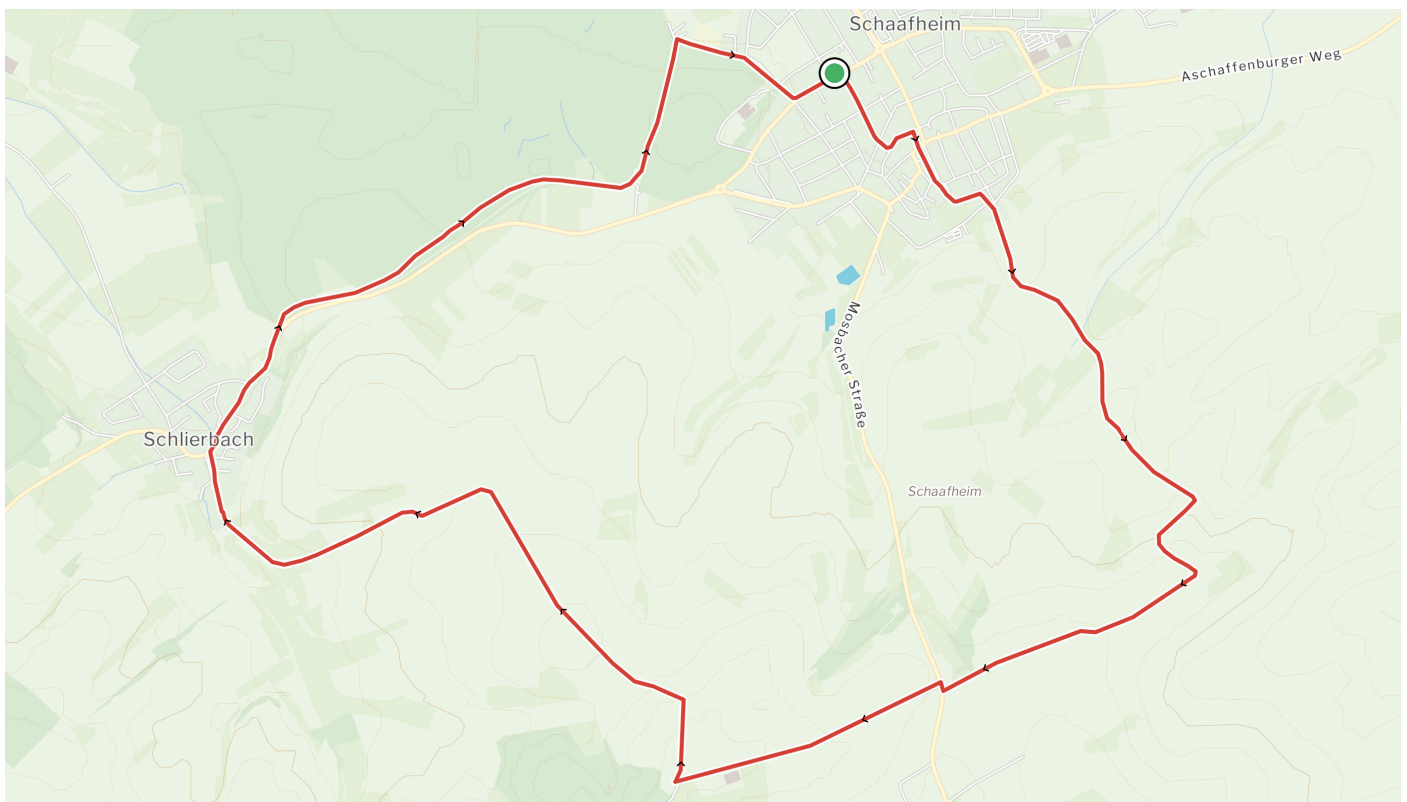 Schaafheim
Aschaffenburger Weg
Mosbacher Straße
Schlierbach
Schaafheim